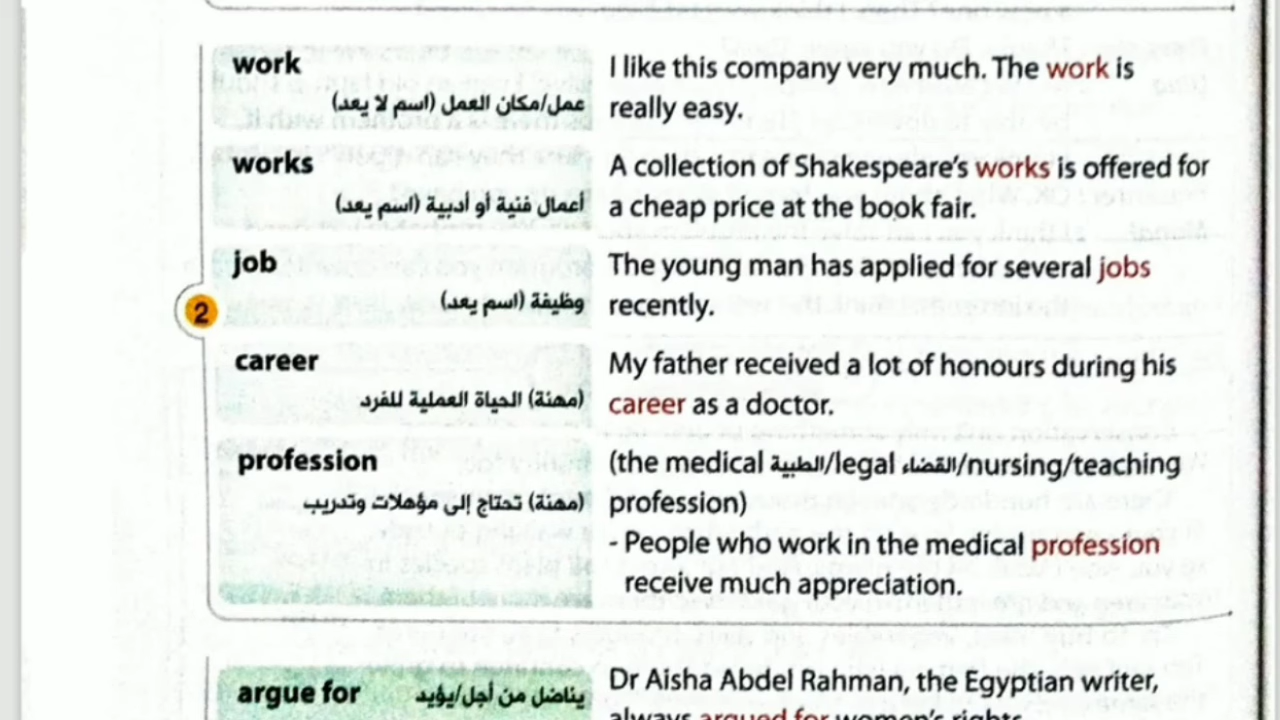 work
عمل/مكان العمل (اسم لا يعد)
I like this company very much. The work is
really easy.
works
أعمال فنية أو أدبية (اسم يعد)
A collection of Shakespeare's works is offered for
a cheap price at the book fair.
2
job
وظيفة (اسم يعد)
The young man has applied for several jobs
recently.
career
(مهنة) الحياة العملية للفرد
My father received a lot of honours during his
career as a doctor.
profession
(مهنة) تحتاج إلى مؤهلات وتدريب
(the medical الطبية/legal القضاء/nursing/teaching
profession)
- People who work in the medical profession
receive much appreciation.
argue for يناضل من أجل/يؤيد
Dr Aisha Abdel Rahman, the Egyptian writer,
always argued for women's rights